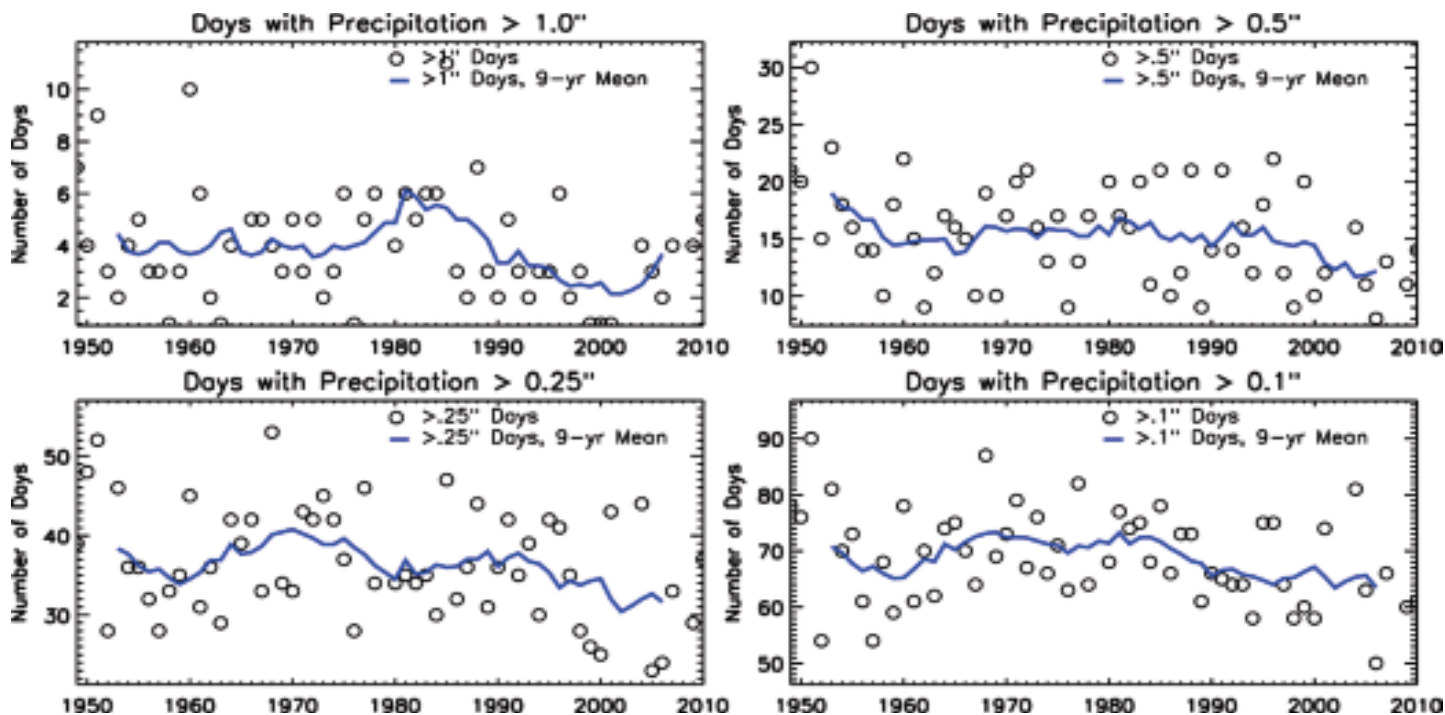 Days with Precipitation > 1.0"
>1" Days
>1" Days, 9-yr Mean
Number of Days
10
8
6
4
2
1950 1960 1970 1980 1990 2000 2010
Days with Precipitation > 0.5"
>.5" Days
>.5" Days, 9-yr Mean
Number of Days
30
25
20
15
10
1950 1960 1970 1980 1990 2000 2010
Days with Precipitation > 0.25"
>.25" Days
>.25" Days, 9-yr Mean
Number of Days
50
40
30
1950 1960 1970 1980 1990 2000 2010
Days with Precipitation > 0.1"
>.1" Days
>.1" Days, 9-yr Mean
Number of Days
90
80
70
60
50
1950 1960 1970 1980 1990 2000 2010